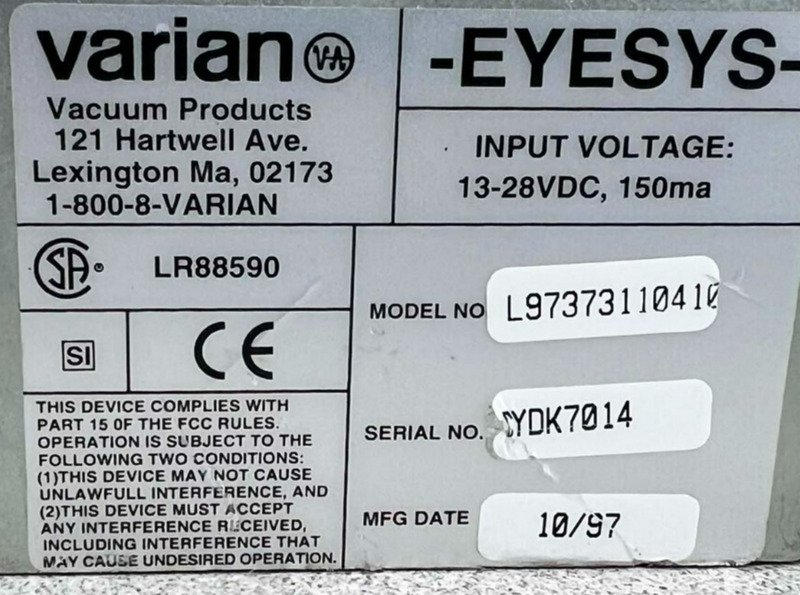 varian VA
Vacuum Products
121 Hartwell Ave.
Lexington Ma, 02173
1-800-8-VARIAN
-EYESYS-
INPUT VOLTAGE:
13-28VDC, 150ma
SA LR88590
SI
CE
THIS DEVICE COMPLIES WITH
PART 15 OF THE FCC RULES.
OPERATION IS SUBJECT TO THE
FOLLOWING TWO CONDITIONS:
(1)THIS DEVICE MAY NOT CAUSE
UNLAWFULL INTERFERENCE, AND
(2)THIS DEVICE MUST ACCEPT
ANY INTERFERENCE RECEIVED,
INCLUDING INTERFERENCE THAT
MAY CAUSE UNDESIRED OPERATION.
MODEL NO L97373110410
SERIAL NO. CYDK7014
MFG DATE 10/97